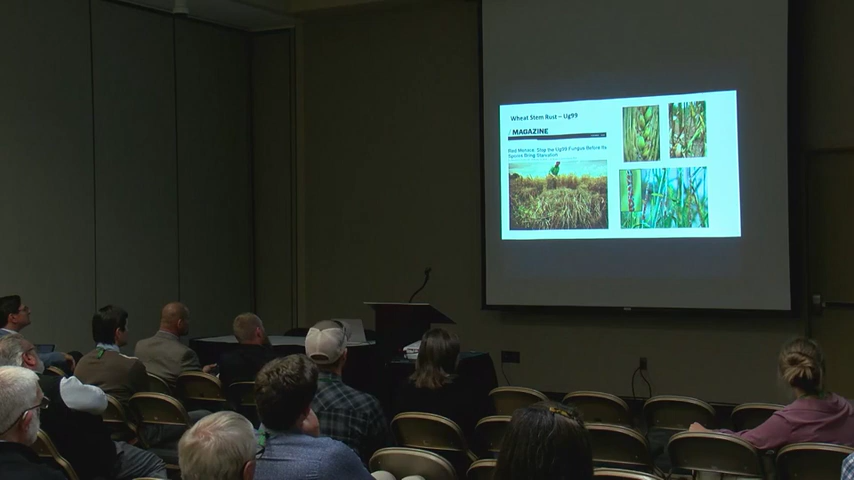 Wheat Stem Rust – Ug99
/ MAGAZINE
Red Menace: Stop the Ug99 Fungus Before Its
Spores Bring Starvation